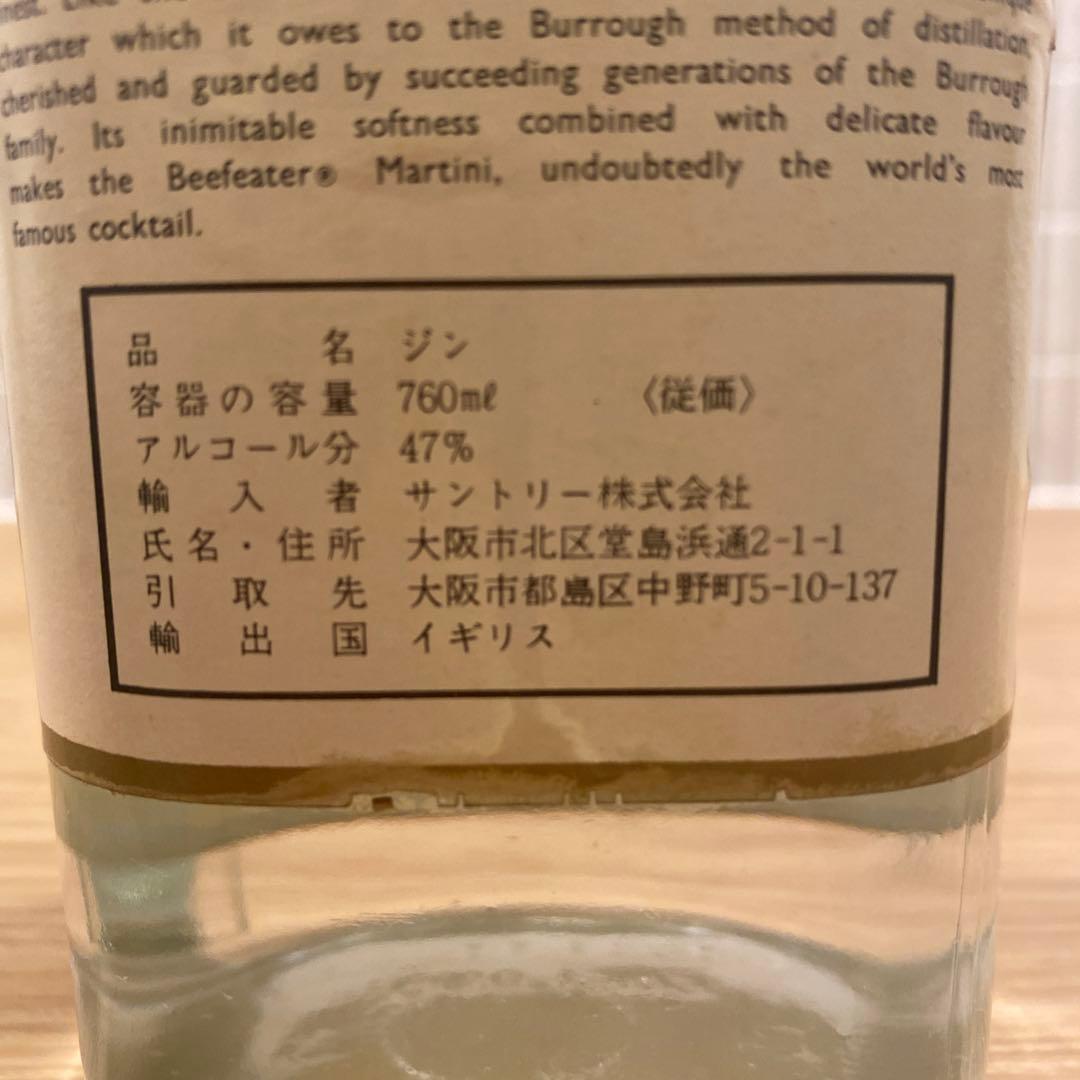 character which it owes to the Burrough method of distillation,
cherished and guarded by succeeding generations of the Burrough
family. Its inimitable softness combined with delicate flavour
makes the Beefeater® Martini, undoubtedly the world's most
famous cocktail.
品名 ジン
容器の容量 760mℓ 〈従価〉
アルコール分 47%
輸入者 サントリー株式会社
氏名・住所 大阪市北区堂島浜通2-1-1
引取先 大阪市都島区中野町5-10-137
輸出国 イギリス